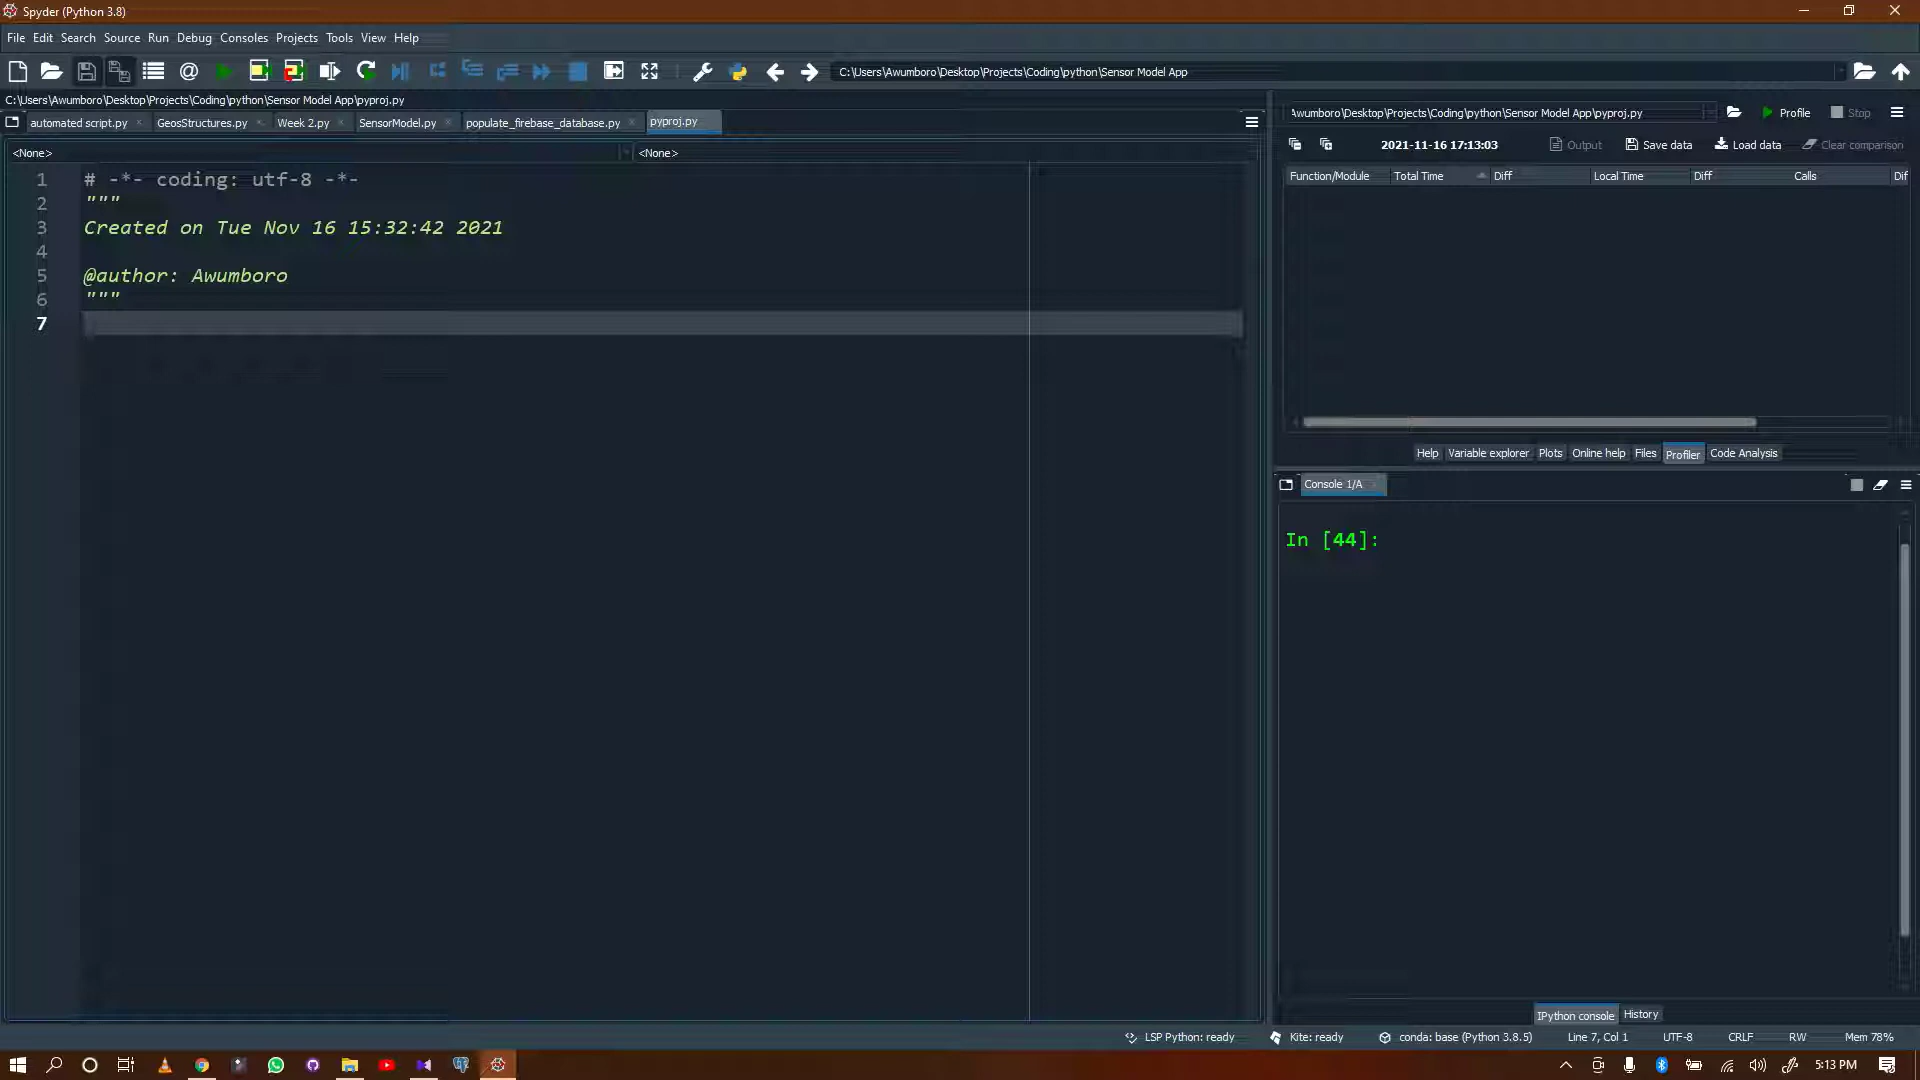 Spyder (Python 3.8)
File Edit Search Source Run Debug Consoles Projects Tools View Help
C:\Users\Awumboro\Desktop\Projects\Coding\python\Sensor Model App
C:\Users\Awumboro\Desktop\Projects\Coding\python\Sensor Model App\pyproj.py
automated script.py GeosStructures.py Week 2.py SensorModel.py populate_firebase_database.py pyproj.py
<None> <None>
1 # -*- coding: utf-8 -*-
2 """
3 Created on Tue Nov 16 15:32:42 2021
4
5 @author: Awumboro
6 """
7
Awumboro\Desktop\Projects\Coding\python\Sensor Model App\pyproj.py Profile Stop
2021-11-16 17:13:03 Output Save data Load data Clear comparison
Function/Module Total Time Diff Local Time Diff Calls Dif
Help Variable explorer Plots Online help Files Profiler Code Analysis
Console 1/A
In [44]:
IPython console History
LSP Python: ready Kite: ready conda: base (Python 3.8.5) Line 7, Col 1 UTF-8 CRLF RW Mem 78%
5:13 PM